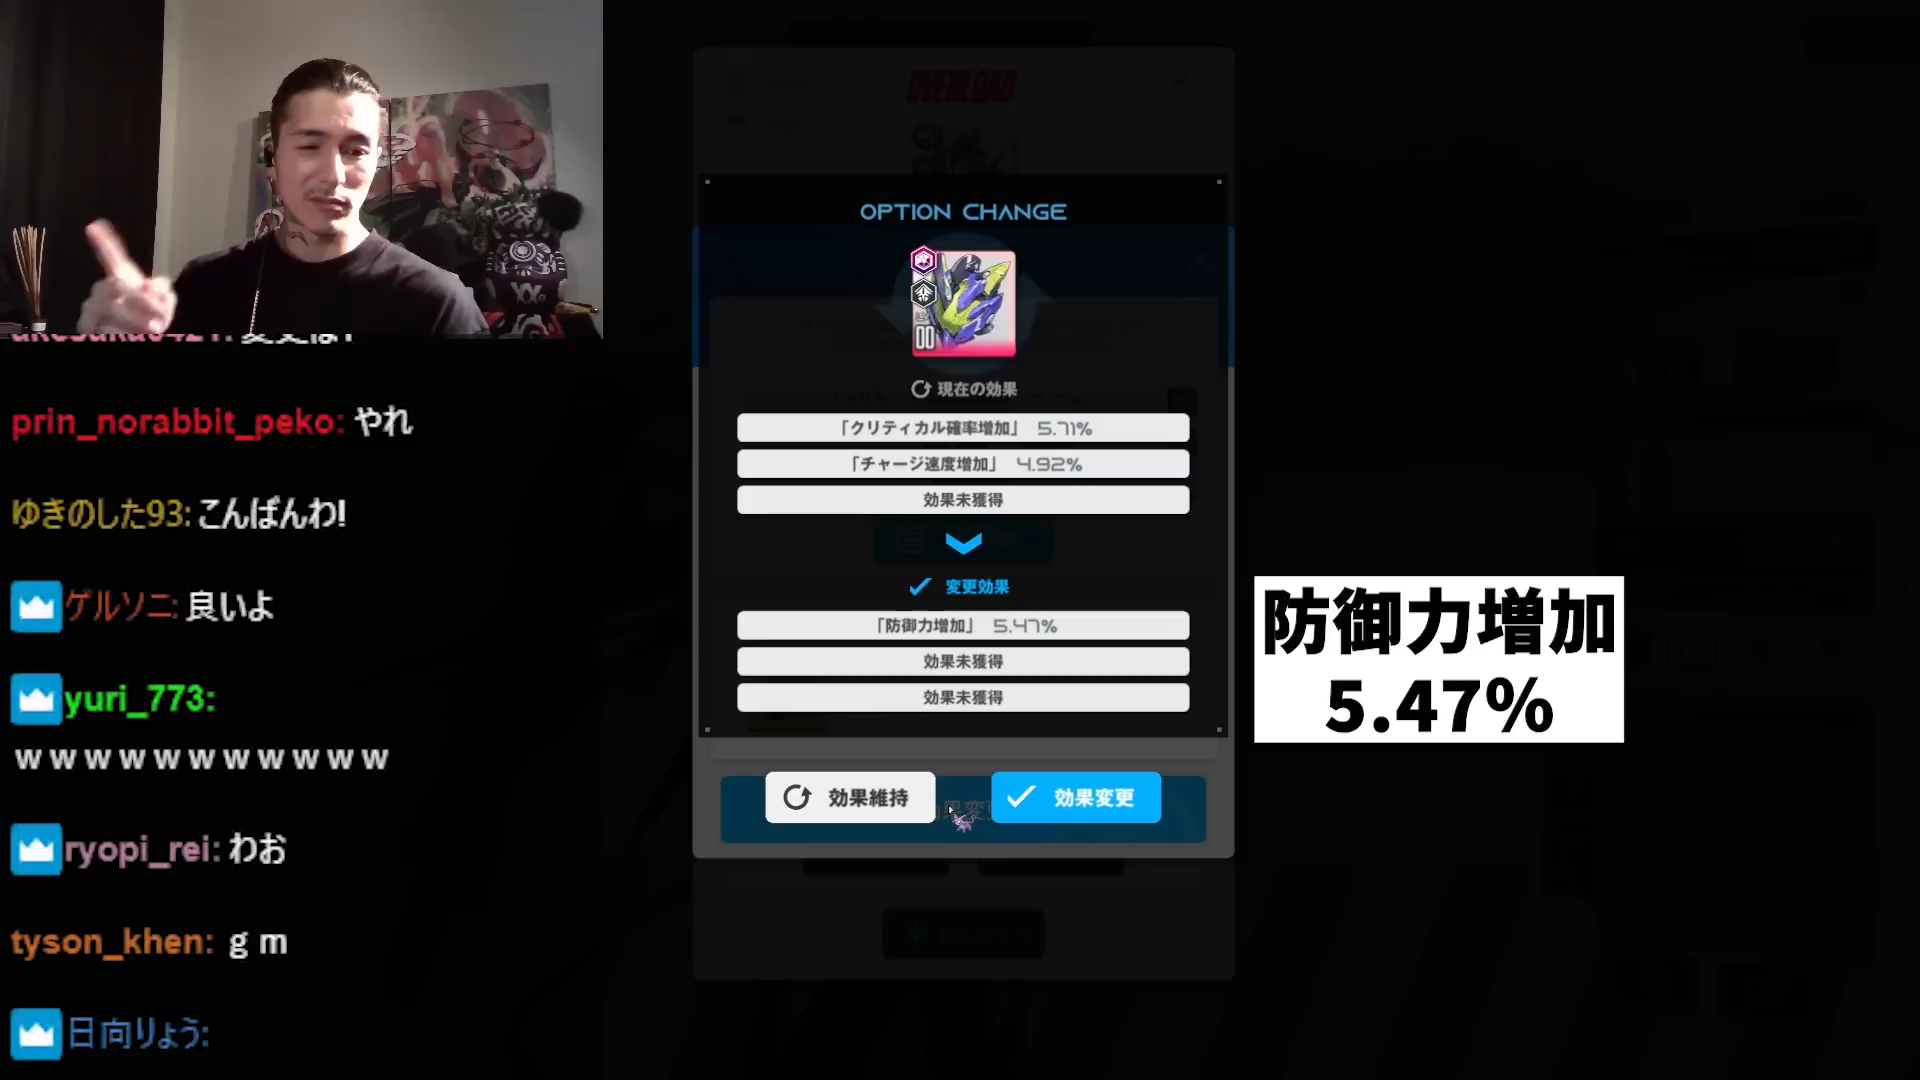 prin_norabbit_peko: やれ
ゆきのした93: こんばんわ!
ゲルソニ: 良いよ
yuri_773:
wwwwwwwwwww
ryopi_rei: わお
tyson_khen: gm
日向りょう:
OVERLOAD
OPTION CHANGE
00
現在の効果
「クリティカル確率増加」 5.71%
「チャージ速度増加」 4.92%
効果未獲得
変更効果
「防御力増加」 5.47%
効果未獲得
効果未獲得
効果維持
効果変更
防御力増加
5.47%